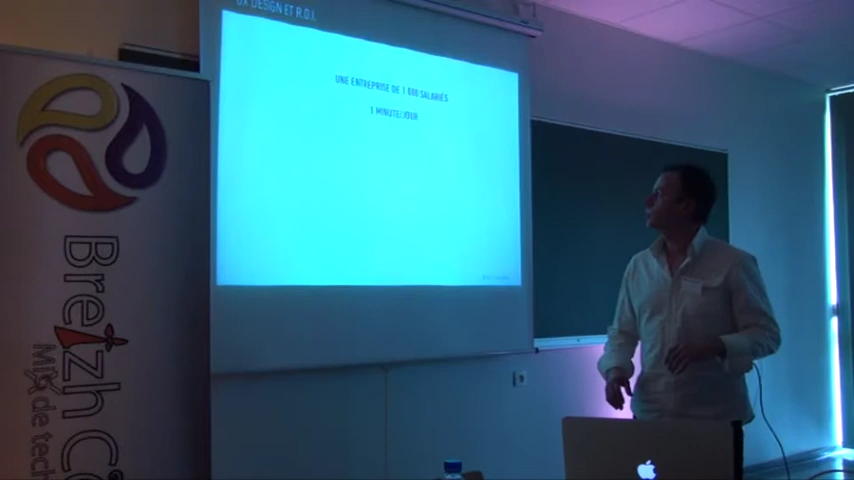 UX DESIGN ET R.O.I.
UNE ENTREPRISE DE 1 000 SALARIÉS
1 MINUTE/JOUR
Breizh C
Mix de tech